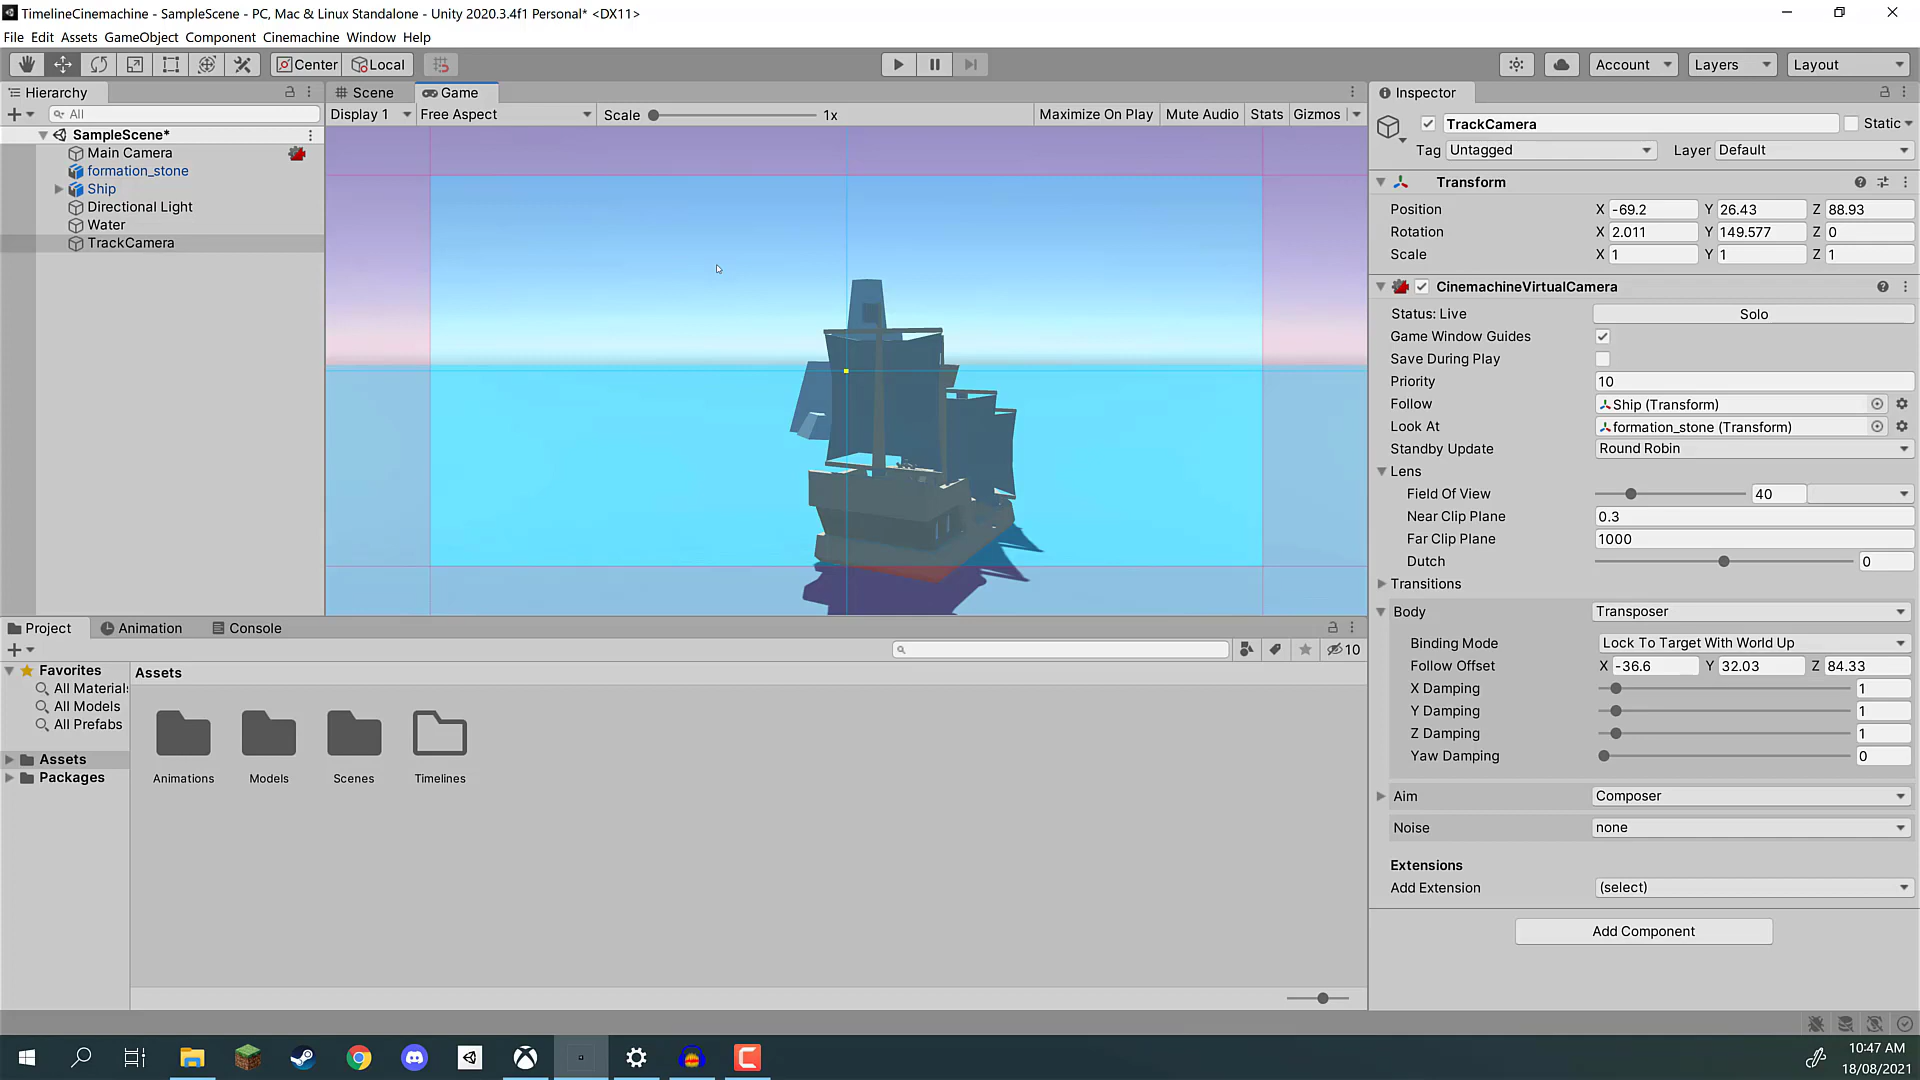 TimelineCinemachine - SampleScene - PC, Mac & Linux Standalone - Unity 2020.3.4f1 Personal* <DX11>
File Edit Assets GameObject Component Cinemachine Window Help
Center Local Account Layers Layout
Hierarchy Scene Game Inspector
All Display 1 Free Aspect Scale 1x Maximize On Play Mute Audio Stats Gizmos
SampleScene*
Main Camera
formation_stone
Ship
Directional Light
Water
TrackCamera
TrackCamera Static
Tag Untagged Layer Default
Transform
Position X -69.2 Y 26.43 Z 88.93
Rotation X 2.011 Y 149.577 Z 0
Scale X 1 Y 1 Z 1
CinemachineVirtualCamera
Status: Live Solo
Game Window Guides
Save During Play
Priority 10
Follow Ship (Transform)
Look At formation_stone (Transform)
Standby Update Round Robin
Lens
Field Of View 40
Near Clip Plane 0.3
Far Clip Plane 1000
Dutch 0
Transitions
Body Transposer
Binding Mode Lock To Target With World Up
Follow Offset X -36.6 Y 32.03 Z 84.33
X Damping 1
Y Damping 1
Z Damping 1
Yaw Damping 0
Aim Composer
Noise none
Extensions
Add Extension (select)
Add Component
Project Animation Console
10
Favorites
All Material
All Models
All Prefabs
Assets
Packages
Assets
Animations Models Scenes Timelines
10:47 AM
18/08/2021